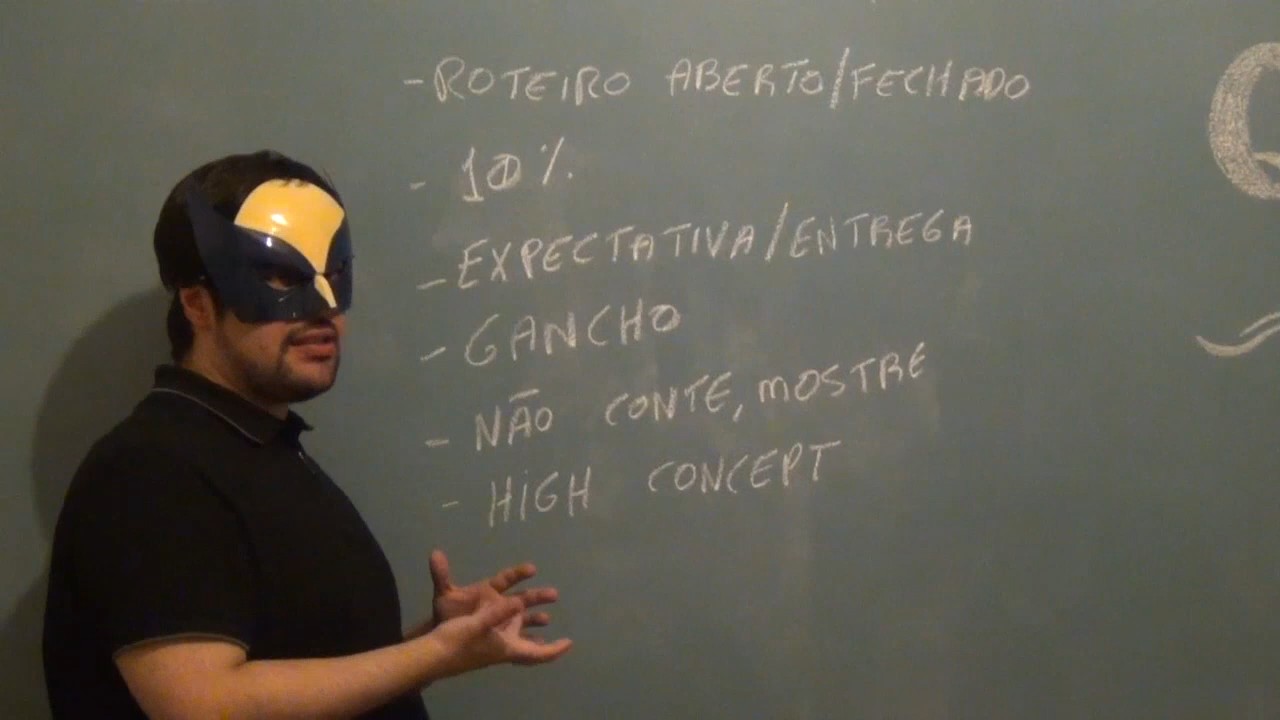 - ROTEIRO ABERTO/FECHADO
- 10%
- EXPECTATIVA/ENTREGA
- GANCHO
- NÃO CONTE, MOSTRE
- HIGH CONCEPT